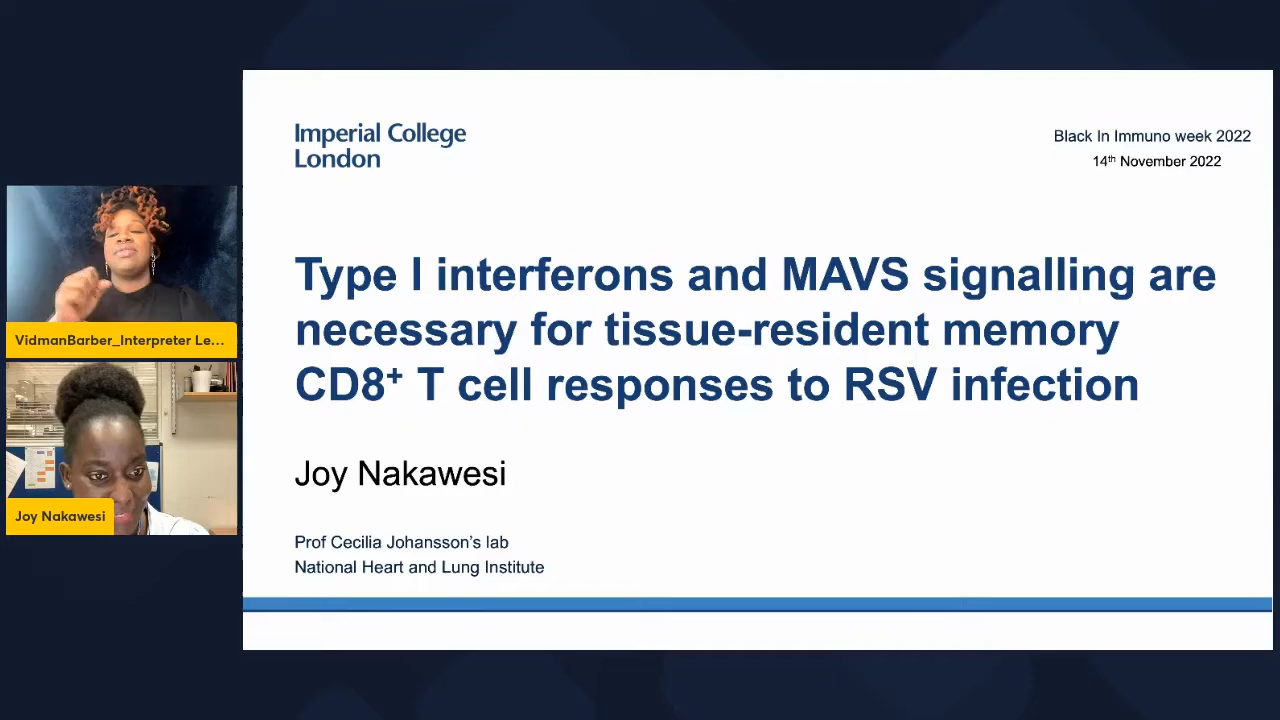 Imperial College
London
Black In Immuno week 2022
14th November 2022
Type I interferons and MAVS signalling are
necessary for tissue-resident memory
CD8+ T cell responses to RSV infection
Joy Nakawesi
Prof Cecilia Johansson's lab
National Heart and Lung Institute
VidmanBarber_Interpreter Le...
Joy Nakawesi